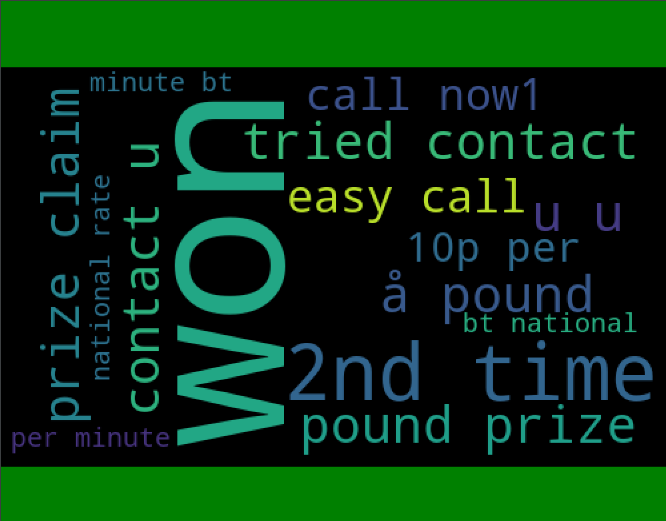 minute bt
call now1
tried contact
easy call
u u
10p per
å pound
bt national
2nd time
pound prize
per minute
prize claim
national rate
contact u
won